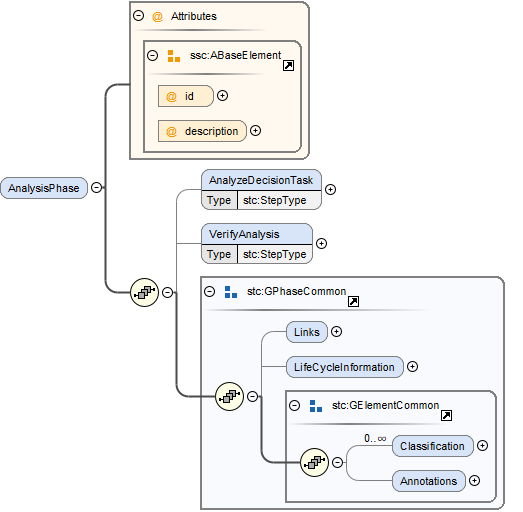 @ Attributes
ssc:ABaseElement
@ id
@ description
AnalysisPhase
AnalyzeDecisionTask
Type stc:StepType
VerifyAnalysis
Type stc:StepType
stc:GPhaseCommon
Links
LifeCycleInformation
stc:GElementCommon
0..∞
Classification
Annotations